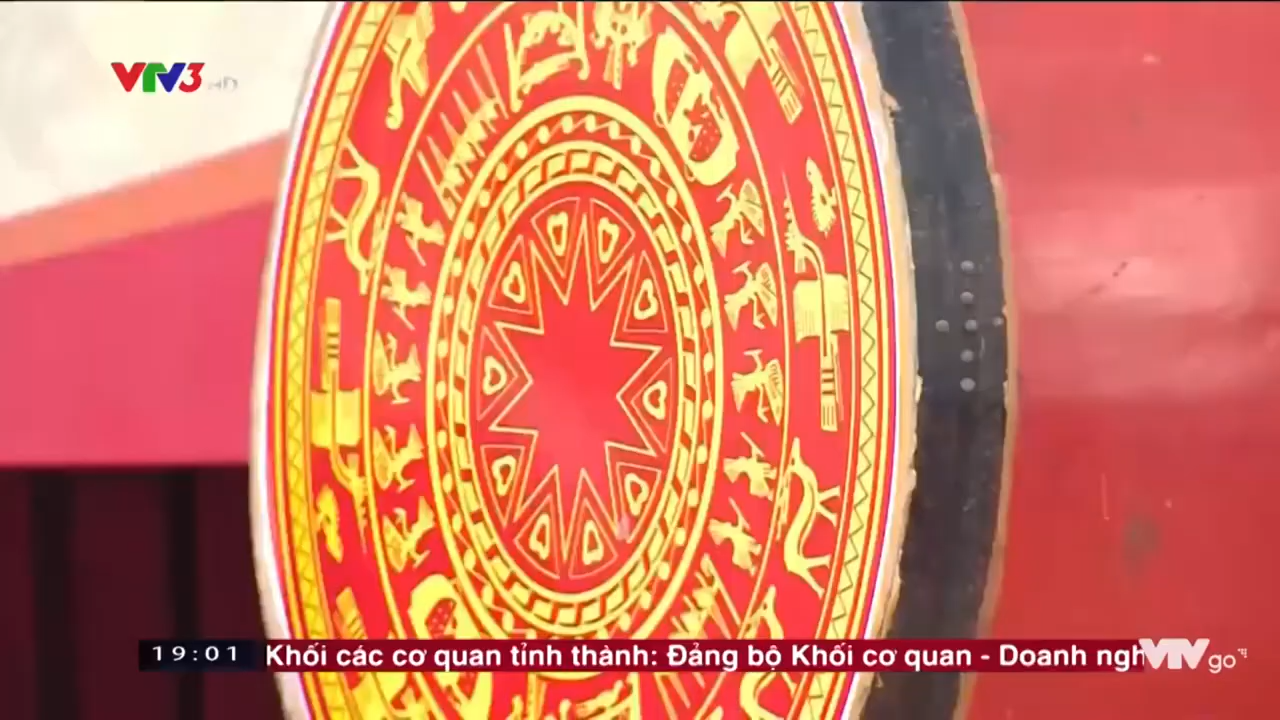 VTV3 HD
19:01 Khối các cơ quan tỉnh thành: Đảng bộ Khối cơ quan - Doanh ngh
VTV go